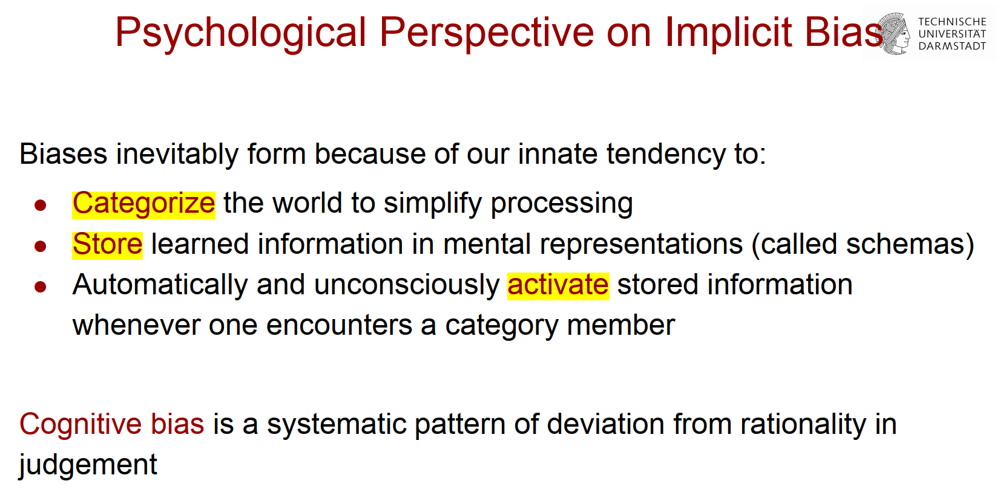 Psychological Perspective on Implicit Bias
TECHNISCHE
UNIVERSITÄT
DARMSTADT
Biases inevitably form because of our innate tendency to:
● Categorize the world to simplify processing
● Store learned information in mental representations (called schemas)
● Automatically and unconsciously activate stored information
whenever one encounters a category member
Cognitive bias is a systematic pattern of deviation from rationality in
judgement